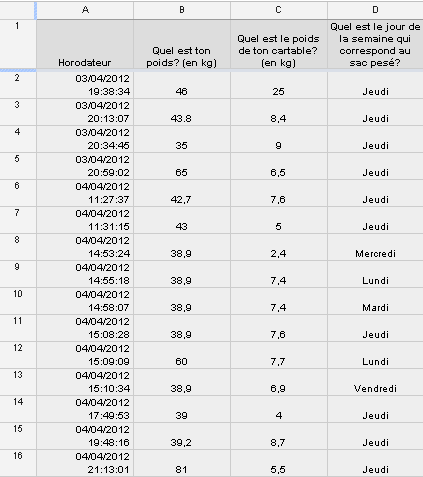 A B C D
1 Horodateur Quel est ton poids? (en kg) Quel est le poids de ton cartable? (en kg) Quel est le jour de la semaine qui correspond au sac pesé?
2 03/04/2012 19:38:34 46 25 Jeudi
3 03/04/2012 20:13:07 43.8 8,4 Jeudi
4 03/04/2012 20:34:45 35 9 Jeudi
5 03/04/2012 20:59:02 65 6,5 Jeudi
6 04/04/2012 11:27:37 42,7 7,6 Jeudi
7 04/04/2012 11:31:15 43 5 Jeudi
8 04/04/2012 14:53:24 38,9 2,4 Mercredi
9 04/04/2012 14:55:18 38,9 7,4 Lundi
10 04/04/2012 14:58:07 38,9 7,4 Mardi
11 04/04/2012 15:08:28 38,9 7,6 Jeudi
12 04/04/2012 15:09:09 60 7,7 Lundi
13 04/04/2012 15:10:34 38,9 6,9 Vendredi
14 04/04/2012 17:49:53 39 4 Jeudi
15 04/04/2012 19:48:16 39,2 8,7 Jeudi
16 04/04/2012 21:13:01 81 5,5 Jeudi